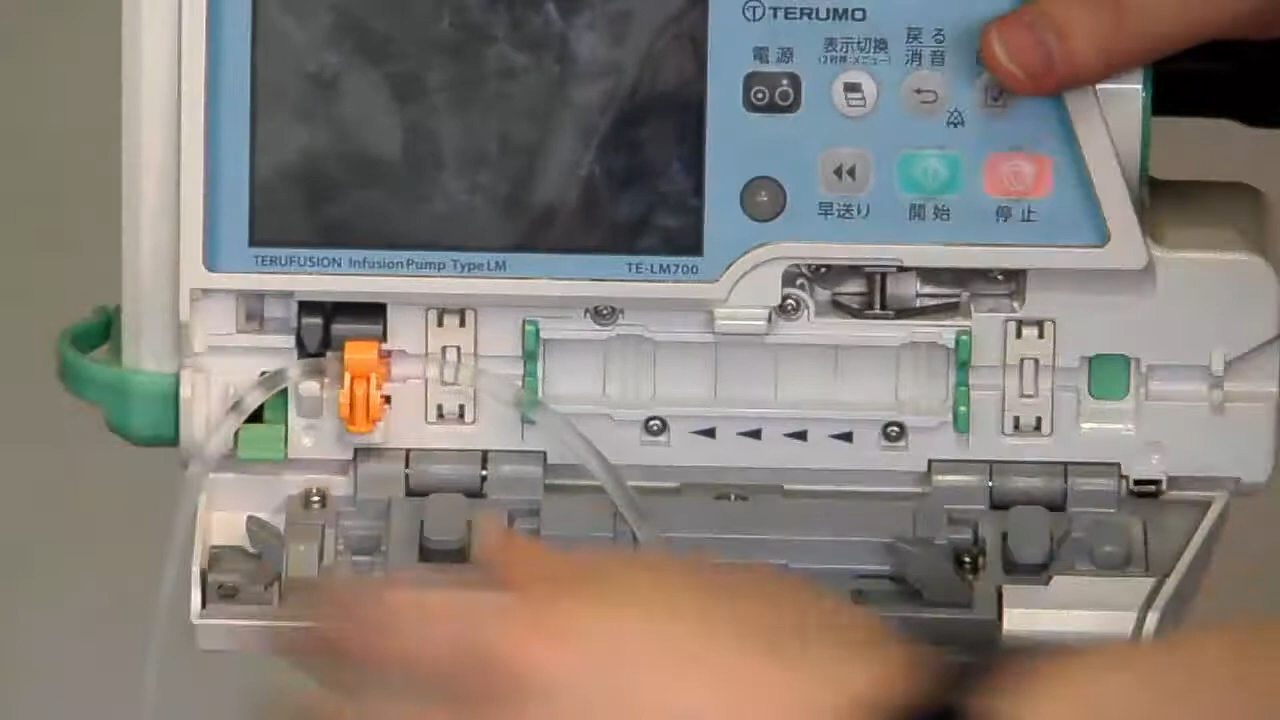 TERUMO
電源
表示切換
戻る
消音
早送り
開始
停止
TERUFUSION Infusion Pump Type LM
TE-LM700